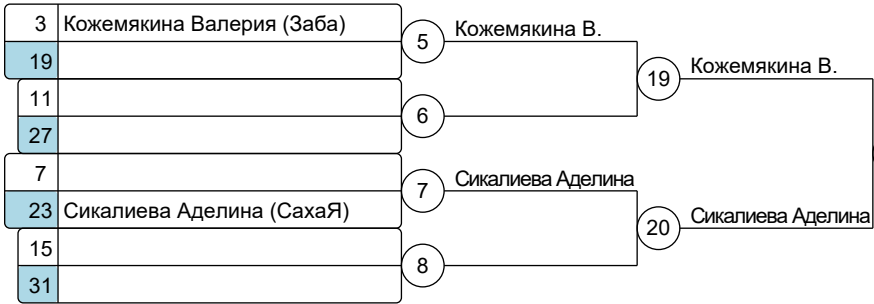 3 Кожемякина Валерия (Заба)
19
5 Кожемякина В.
11
27
6
19 Кожемякина В.
7
23 Сикалиева Аделина (СахаЯ)
7 Сикалиева Аделина
15
31
8
20 Сикалиева Аделина